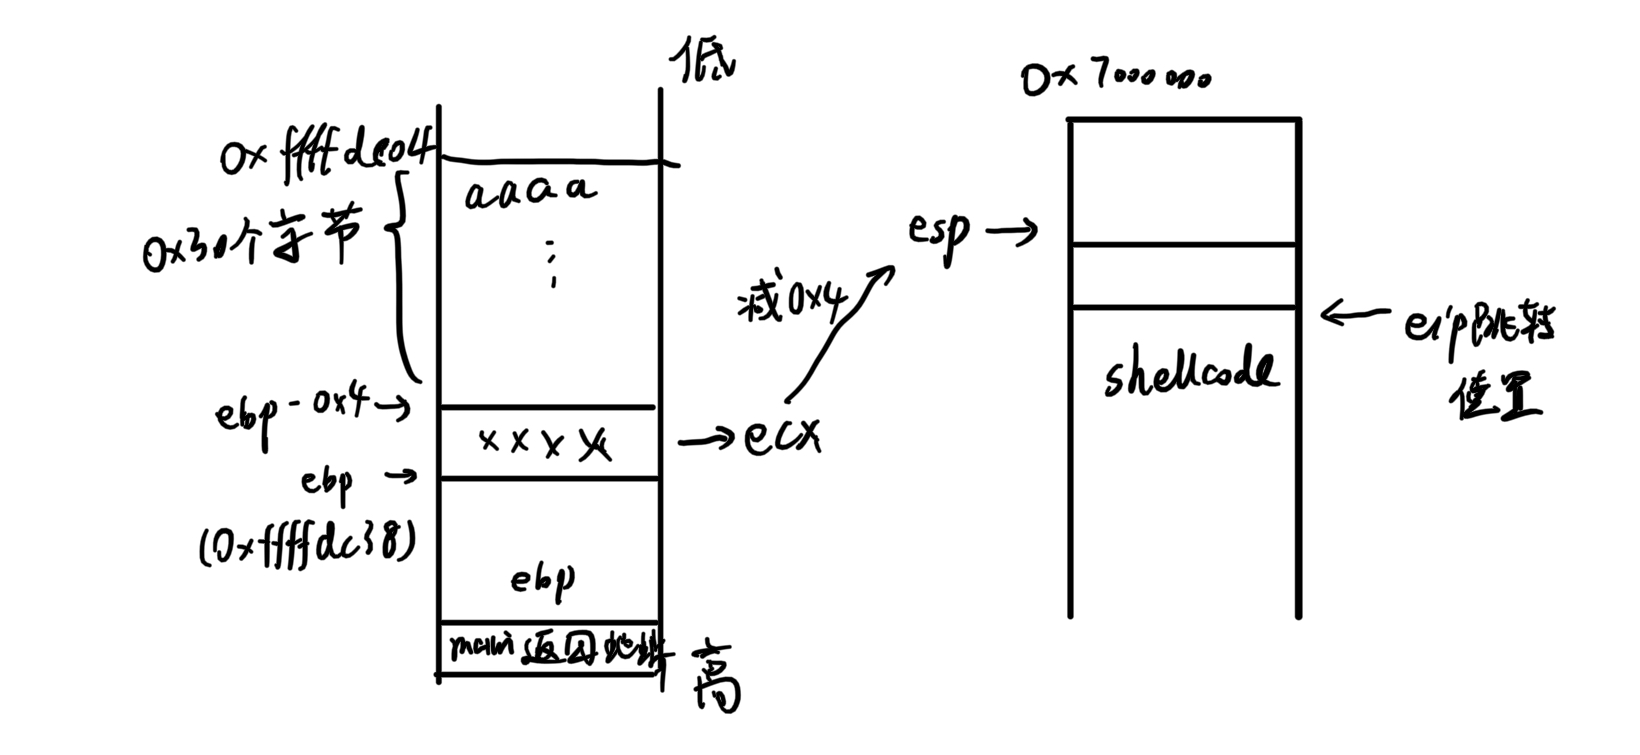 低
0x7000000
0xffffdc04
aaaa
0x30个字节
esp
减0x4
eip跳转
位置
shellcode
ebp-0x4
xxxx
ecx
ebp
(0xffffdc38)
ebp
main返回地址
高